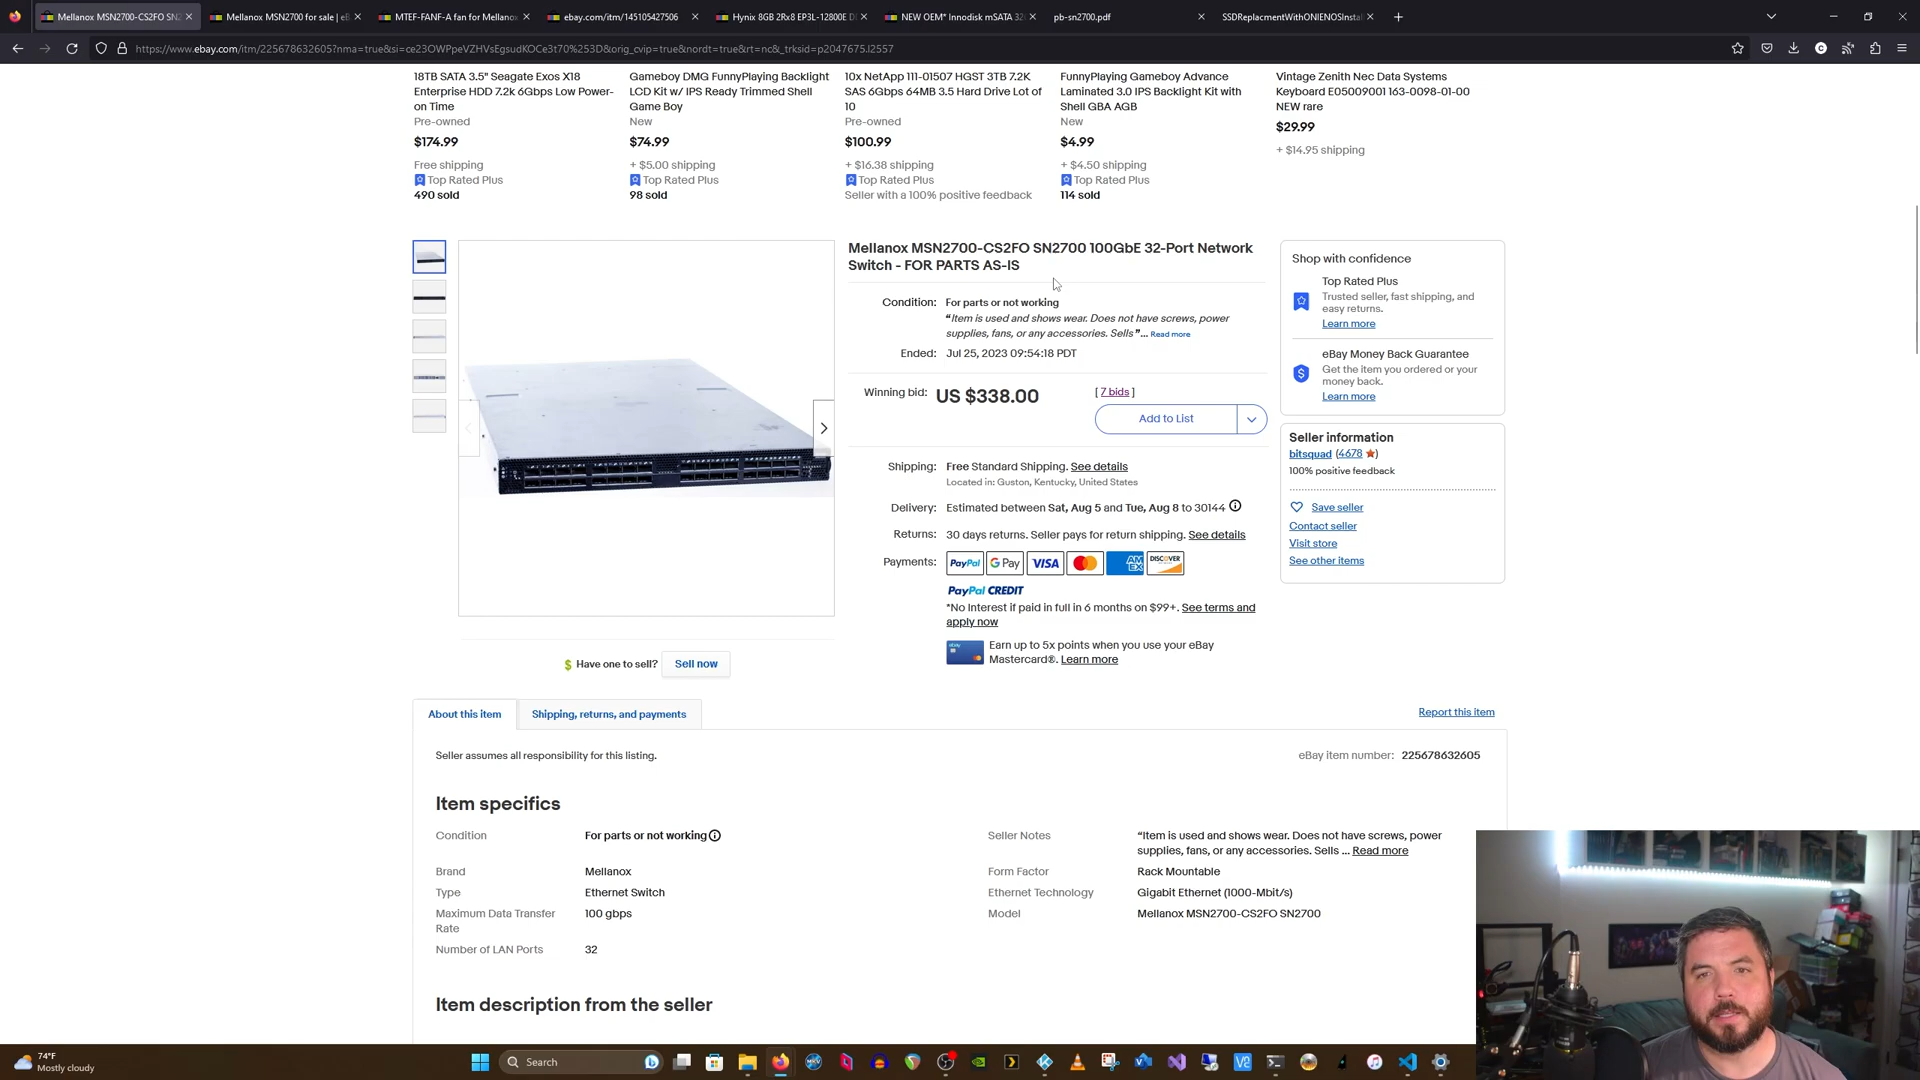 Mellanox MSN2700-CS2FO SN2
Mellanox MSN2700 for sale | eB
MTEF-FANF-A fan for Mellanox
ebay.com/itm/145105427506
Hynix 8GB 2Rx8 EP3L-12800E D
NEW OEM* Innodisk mSATA 32
pb-sn2700.pdf
SSDReplacmentWithONIENOSInstal
https://www.ebay.com/itm/225678632605?nma=true&si=ce23OWPpeVZHVsEgsudKOCe3t70%253D&orig_cvip=true&nordt=true&rt=nc&_trksid=p2047675.l2557
18TB SATA 3.5" Seagate Exos X18
Enterprise HDD 7.2k 6Gbps Low Power-
on Time
Pre-owned
$174.99
Free shipping
Top Rated Plus
490 sold
Gameboy DMG FunnyPlaying Backlight
LCD Kit w/ IPS Ready Trimmed Shell
Game Boy
New
$74.99
+ $5.00 shipping
Top Rated Plus
98 sold
10x NetApp 111-01507 HGST 3TB 7.2K
SAS 6Gbps 64MB 3.5 Hard Drive Lot of
10
Pre-owned
$100.99
+ $16.38 shipping
Top Rated Plus
Seller with a 100% positive feedback
FunnyPlaying Gameboy Advance
Laminated 3.0 IPS Backlight Kit with
Shell GBA AGB
New
$4.99
+ $4.50 shipping
Top Rated Plus
114 sold
Vintage Zenith Nec Data Systems
Keyboard E05009001 163-0098-01-00
NEW rare
$29.99
+ $14.95 shipping
Mellanox MSN2700-CS2FO SN2700 100GbE 32-Port Network
Switch - FOR PARTS AS-IS
Condition: For parts or not working
“Item is used and shows wear. Does not have screws, power
supplies, fans, or any accessories. Sells ”... Read more
Ended: Jul 25, 2023 09:54:18 PDT
Winning bid: US $338.00 [ 7 bids ]
Add to List
Shipping: Free Standard Shipping. See details
Located in: Guston, Kentucky, United States
Delivery: Estimated between Sat, Aug 5 and Tue, Aug 8 to 30144
Returns: 30 days returns. Seller pays for return shipping. See details
Payments: PayPal G Pay VISA AM EX DISCOVER
PayPal CREDIT
*No Interest if paid in full in 6 months on $99+. See terms and
apply now
Earn up to 5x points when you use your eBay
Mastercard®. Learn more
Shop with confidence
Top Rated Plus
Trusted seller, fast shipping, and
easy returns.
Learn more
eBay Money Back Guarantee
Get the item you ordered or your
money back.
Learn more
Seller information
bitsquad (4678 )
100% positive feedback
Save seller
Contact seller
Visit store
See other items
Have one to sell? Sell now
About this item
Shipping, returns, and payments
Report this item
Seller assumes all responsibility for this listing.
eBay item number: 225678632605
Item specifics
Condition For parts or not working
Seller Notes “Item is used and shows wear. Does not have screws, power
supplies, fans, or any accessories. Sells ... Read more
Brand Mellanox
Form Factor Rack Mountable
Type Ethernet Switch
Ethernet Technology Gigabit Ethernet (1000-Mbit/s)
Maximum Data Transfer 100 gbps
Rate
Model Mellanox MSN2700-CS2FO SN2700
Number of LAN Ports 32
Item description from the seller
74°F
Mostly cloudy
Search